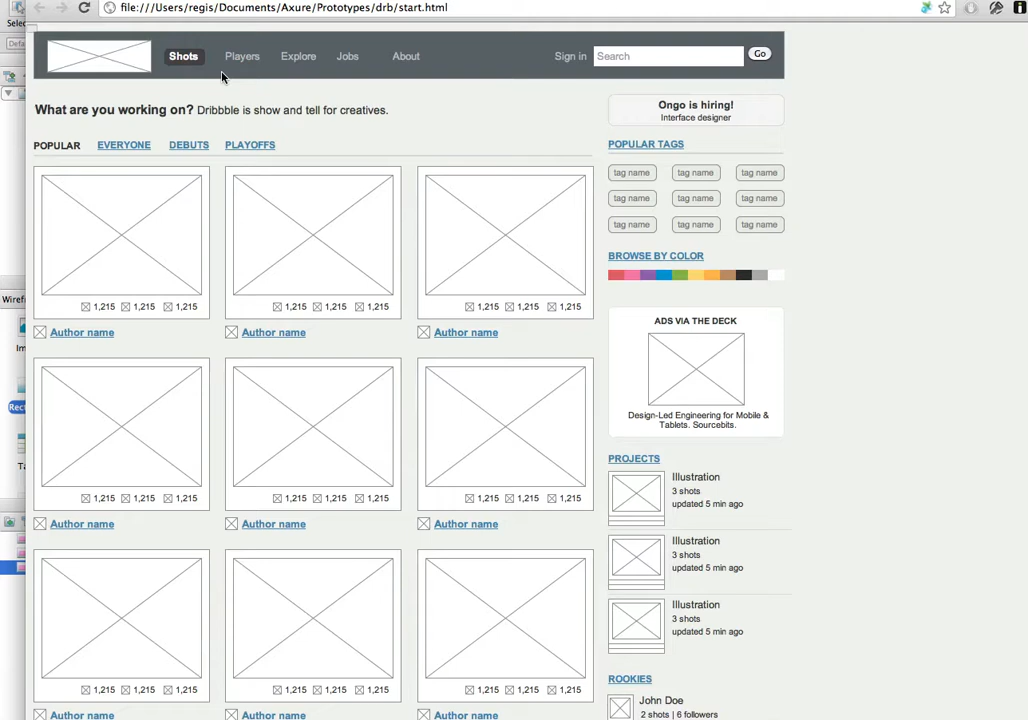 Selec
file:///Users/regis/Documents/Axure/Prototypes/drb/start.html
Defa
Shots Players Explore Jobs About Sign in Search Go
What are you working on? Dribbble is show and tell for creatives.
POPULAR EVERYONE DEBUTS PLAYOFFS
1,215 1,215 1,215 1,215 1,215 1,215 1,215 1,215 1,215
Author name Author name Author name
1,215 1,215 1,215 1,215 1,215 1,215 1,215 1,215 1,215
Author name Author name Author name
1,215 1,215 1,215 1,215 1,215 1,215 1,215 1,215 1,215
Author name Author name Author name
Ongo is hiring!
Interface designer
POPULAR TAGS
tag name tag name tag name
tag name tag name tag name
tag name tag name tag name
BROWSE BY COLOR
ADS VIA THE DECK
Design-Led Engineering for Mobile &
Tablets. Sourcebits.
PROJECTS
Illustration
3 shots
updated 5 min ago
Illustration
3 shots
updated 5 min ago
Illustration
3 shots
updated 5 min ago
ROOKIES
John Doe
2 shots | 6 followers
Wirefr
Im
Rect
Ta